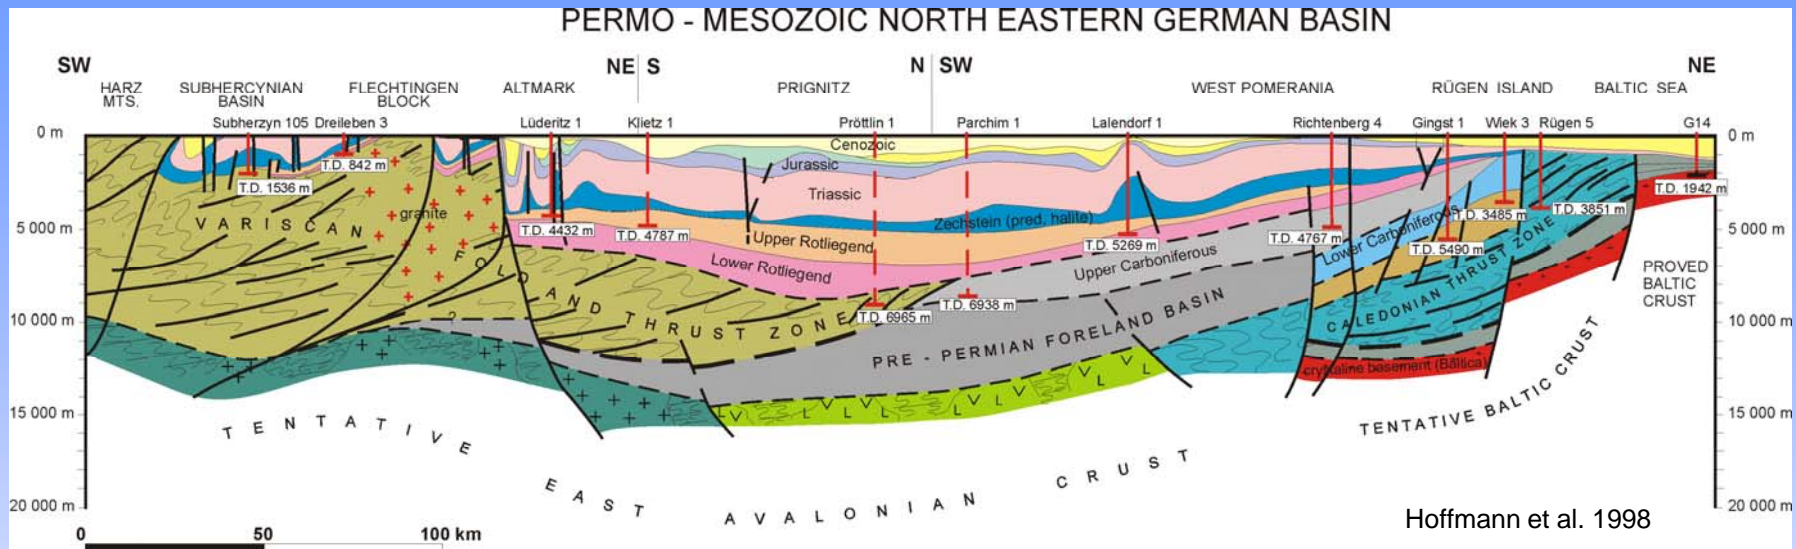 PERMO - MESOZOIC NORTH EASTERN GERMAN BASIN
SW NE S N SW NE
HARZ MTS.
SUBHERCYNIAN BASIN
FLECHTINGEN BLOCK
ALTMARK
PRIGNITZ
WEST POMERANIA
RÜGEN ISLAND
BALTIC SEA
Subherzyn 105 Dreileben 3 Lüderitz 1 Klietz 1 Pröttlin 1 Parchim 1 Lalendorf 1 Richtenberg 4 Gingst 1 Wiek 3 Rügen 5 G14
0 m
0 m
Cenozoic
Jurassic
T.D. 842 m
T.D. 1536 m
T.D. 1942 m
Triassic
granite
VARISCAN
T.D. 3485 m
T.D. 3851 m
Zechstein (pred. halite)
5 000 m
T.D. 4432 m
T.D. 4787 m
T.D. 5269 m
T.D. 4767 m
T.D. 5490 m
5 000 m
Upper Rotliegend
Lower Rotliegend
Upper Carboniferous
Lower Carboniferous
FOLD AND THRUST ZONE
T.D. 6965 m
T.D. 6938 m
CALEDONIAN THRUST ZONE
PROVED
BALTIC
CRUST
10 000 m
?
10 000 m
PRE - PERMIAN FORELAND BASIN
crystaline basement (Baltica)
15 000 m
15 000 m
TENTATIVE EAST AVALONIAN CRUST
TENTATIVE BALTIC CRUST
20 000 m
20 000 m
Hoffmann et al. 1998
0 50 100 km